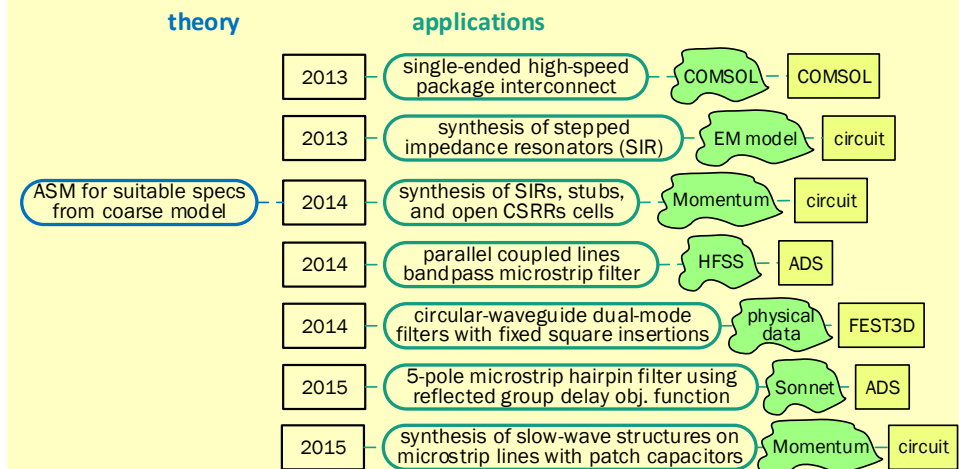 theory applications
2013 single-ended high-speed
package interconnect COMSOL COMSOL
2013 synthesis of stepped
impedance resonators (SIR) EM model circuit
ASM for suitable specs
from coarse model 2014 synthesis of SIRs, stubs,
and open CSRRs cells Momentum circuit
2014 parallel coupled lines
bandpass microstrip filter HFSS ADS
2014 circular-waveguide dual-mode
filters with fixed square insertions physical
data FEST3D
2015 5-pole microstrip hairpin filter using
reflected group delay obj. function Sonnet ADS
2015 synthesis of slow-wave structures on
microstrip lines with patch capacitors Momentum circuit